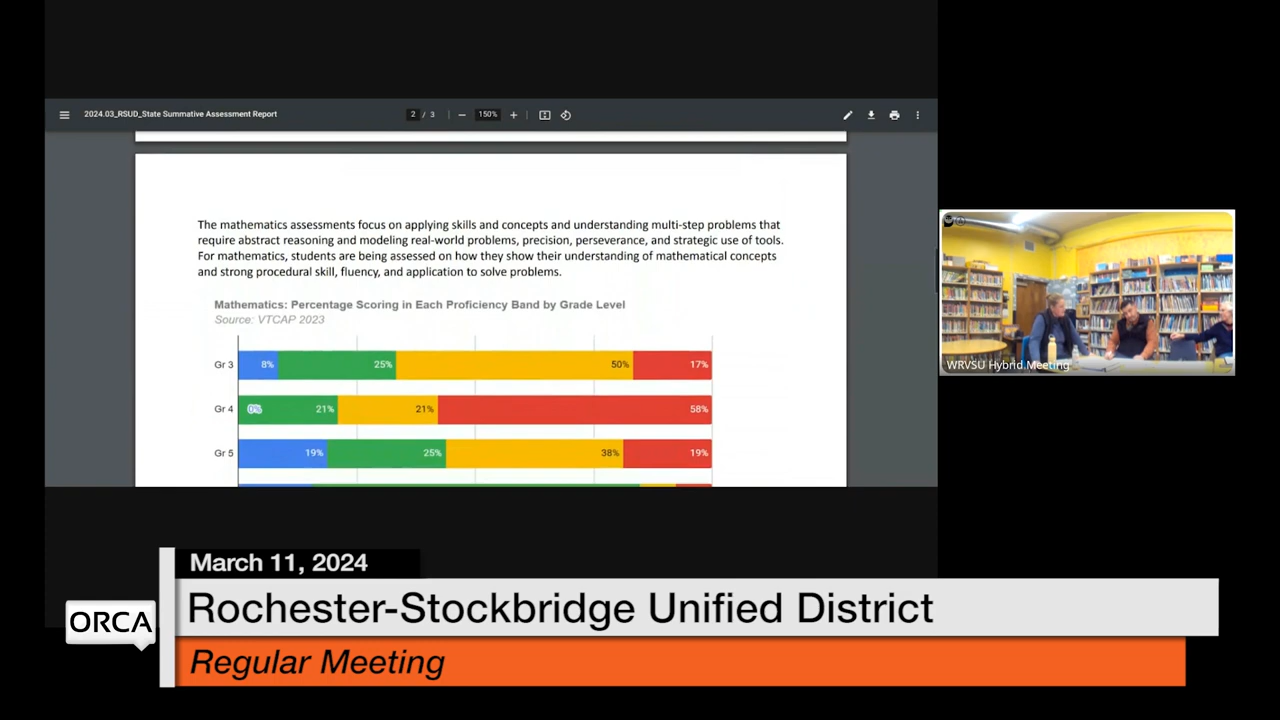 2024.03_RSUD_State Summative Assessment Report
2 / 3
150%
The mathematics assessments focus on applying skills and concepts and understanding multi-step problems that
require abstract reasoning and modeling real-world problems, precision, perseverance, and strategic use of tools.
For mathematics, students are being assessed on how they show their understanding of mathematical concepts
and strong procedural skill, fluency, and application to solve problems.
Mathematics: Percentage Scoring in Each Proficiency Band by Grade Level
Source: VTCAP 2023
Gr 3 8% 25% 50% 17%
Gr 4 0% 21% 21% 58%
Gr 5 19% 25% 38% 19%
WRVSU Hybrid Meeting
March 11, 2024
ORCA
Rochester-Stockbridge Unified District
Regular Meeting